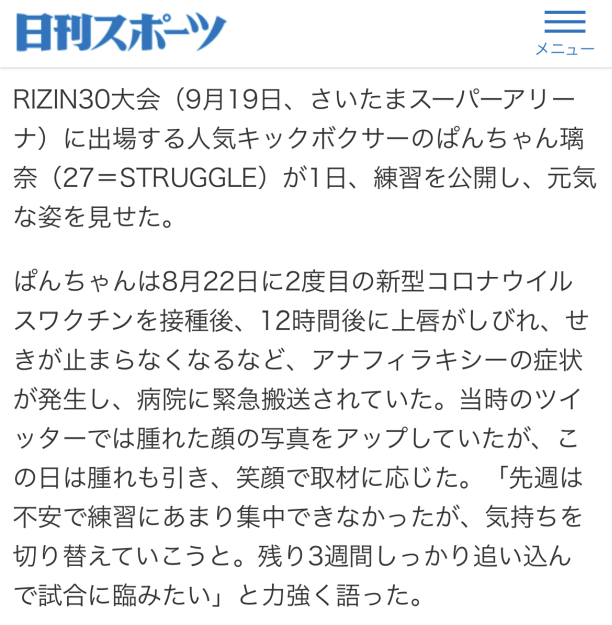 日刊スポーツ
メニュー
RIZIN30大会（9月19日、さいたまスーパーアリー
ナ）に出場する人気キックボクサーのぱんちゃん璃
奈（27＝STRUGGLE）が1日、練習を公開し、元気
な姿を見せた。
ぱんちゃんは8月22日に2度目の新型コロナウイル
スワクチンを接種後、12時間後に上唇がしびれ、せ
きが止まらなくなるなど、アナフィラキシーの症状
が発生し、病院に緊急搬送されていた。当時のツイ
ッターでは腫れた顔の写真をアップしていたが、こ
の日は腫れも引き、笑顔で取材に応じた。「先週は
不安で練習にあまり集中できなかったが、気持ちを
切り替えていこうと。残り3週間しっかり追い込ん
で試合に臨みたい」と力強く語った。